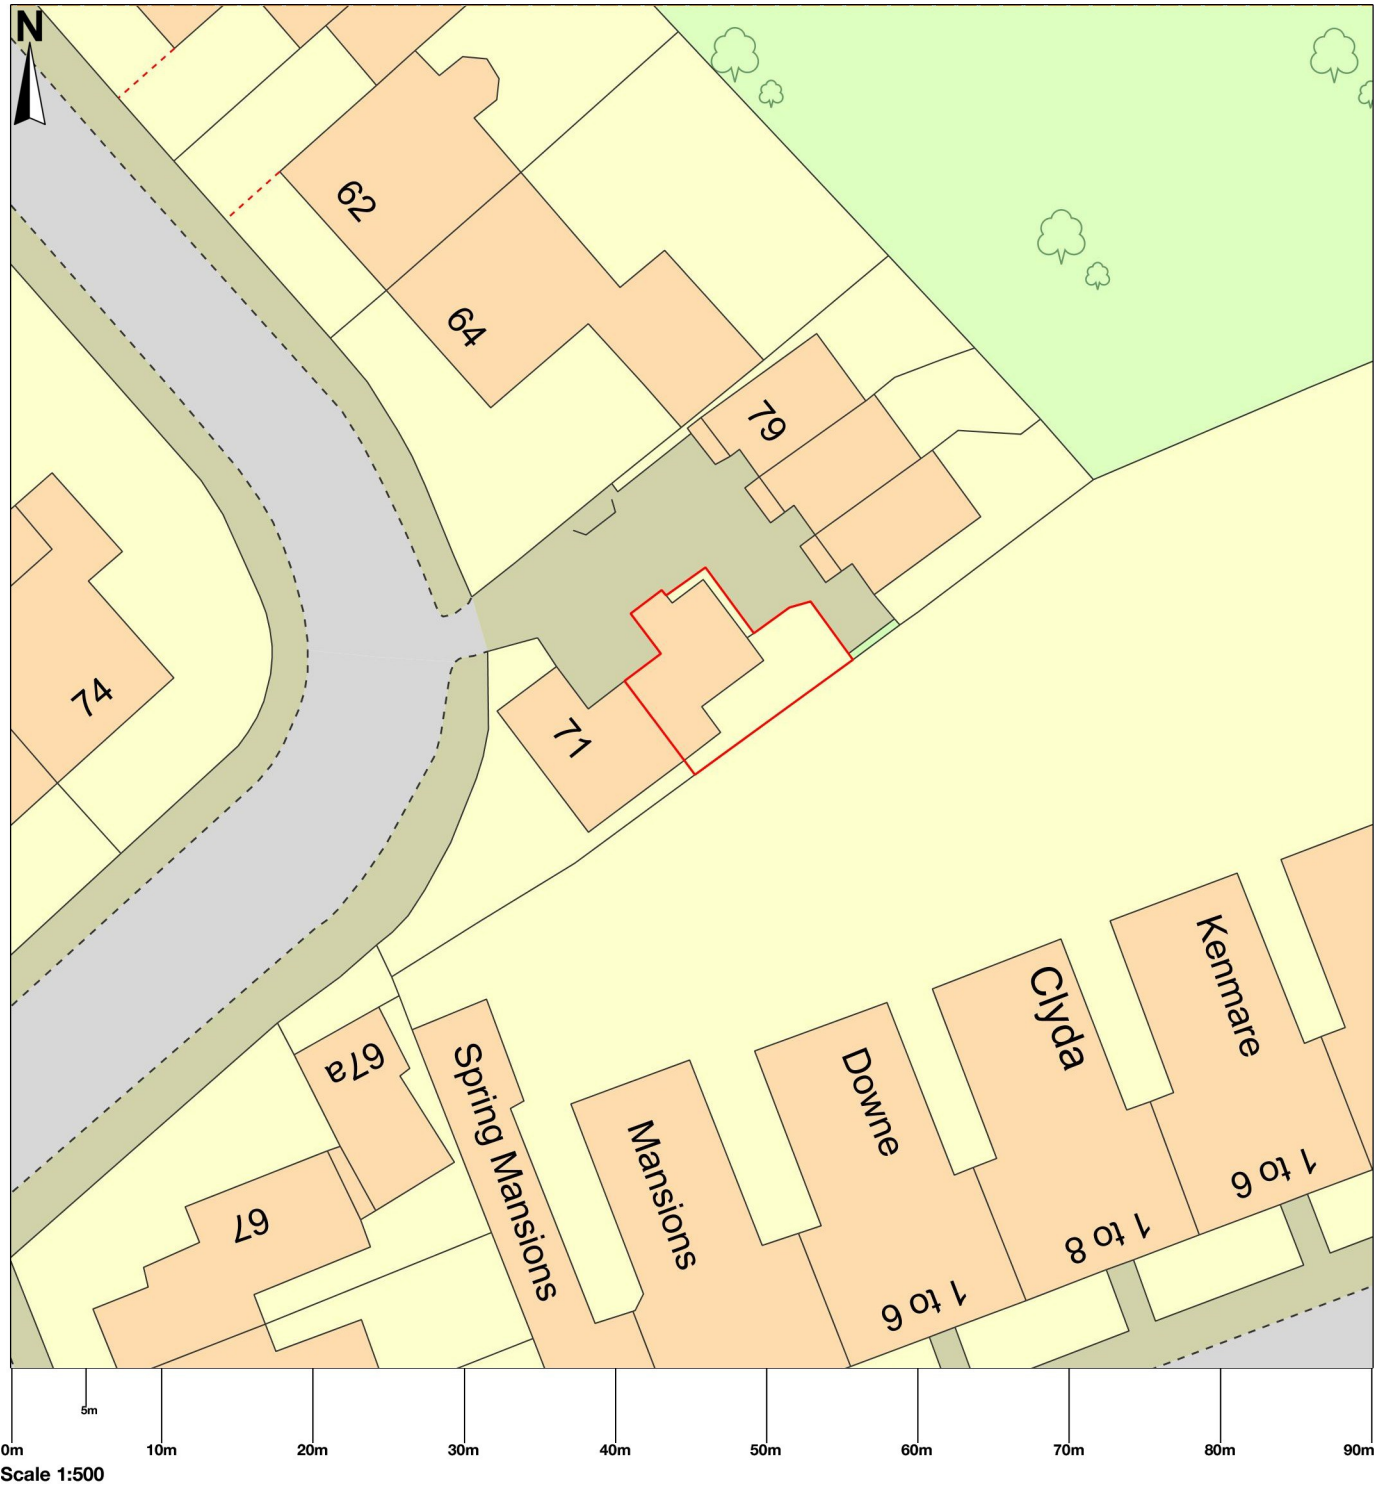 N
62
64
79
74
71
Kenmare
Clyda
Downe
67a
Spring Mansions
Mansions
1 to 6
67
1 to 8
1 to 6
5m
0m
10m
20m
30m
40m
50m
60m
70m
80m
90m
Scale 1:500